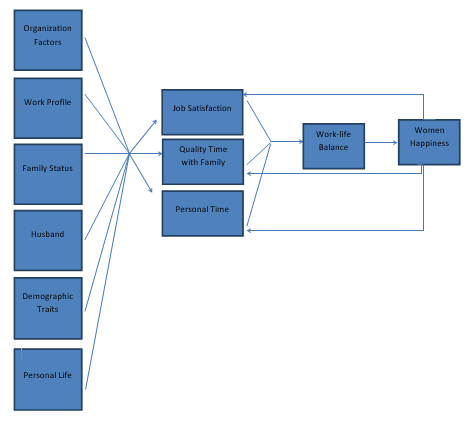 Organization
Factors
Work Profile
Family Status
Husband
Demographic
Traits
Personal Life
Job Satisfaction
Quality Time
with Family
Personal Time
Work-life
Balance
Women
Happiness